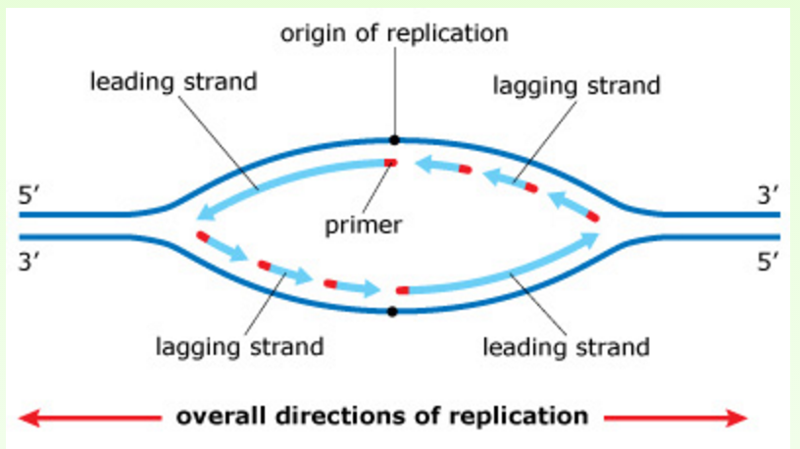 origin of replication
leading strand
lagging strand
5′
3′
primer
3′
5′
lagging strand
leading strand
overall directions of replication